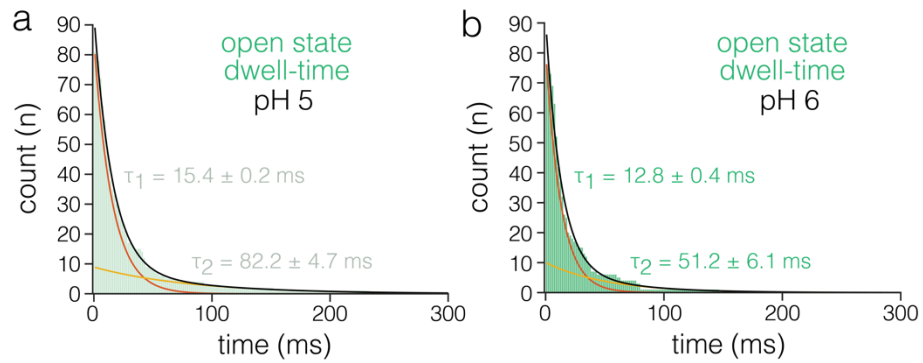 a
open state
dwell-time
pH 5
count (n)
90
80
70
60
50
40
30
20
10
0
τ1 = 15.4 ± 0.2 ms
τ2 = 82.2 ± 4.7 ms
0 100 200 300
time (ms)
b
open state
dwell-time
pH 6
count (n)
90
80
70
60
50
40
30
20
10
0
τ1 = 12.8 ± 0.4 ms
τ2 = 51.2 ± 6.1 ms
0 100 200 300
time (ms)